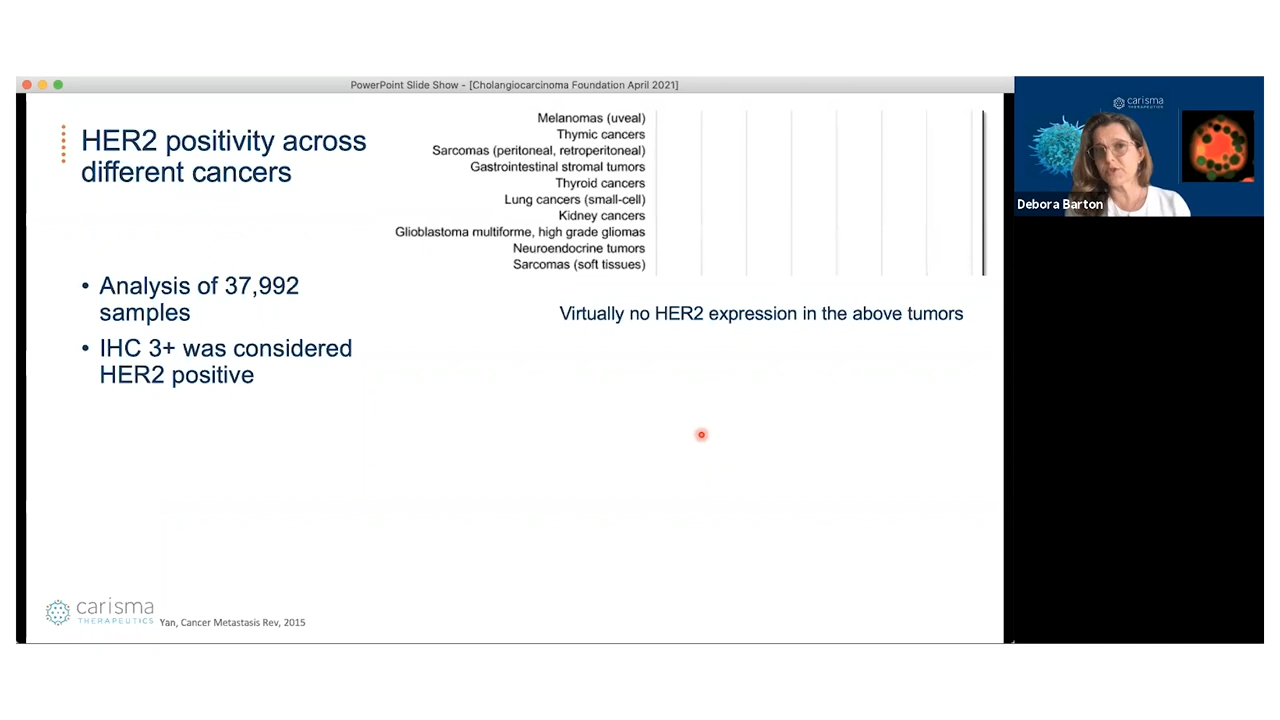 PowerPoint Slide Show - [Cholangiocarcinoma Foundation April 2021]
HER2 positivity across
different cancers
• Analysis of 37,992
samples
• IHC 3+ was considered
HER2 positive
Melanomas (uveal)
Thymic cancers
Sarcomas (peritoneal, retroperitoneal)
Gastrointestinal stromal tumors
Thyroid cancers
Lung cancers (small-cell)
Kidney cancers
Glioblastoma multiforme, high grade gliomas
Neuroendocrine tumors
Sarcomas (soft tissues)
Virtually no HER2 expression in the above tumors
carisma
THERAPEUTICS
Yan, Cancer Metastasis Rev, 2015
carisma
THERAPEUTICS
Debora Barton